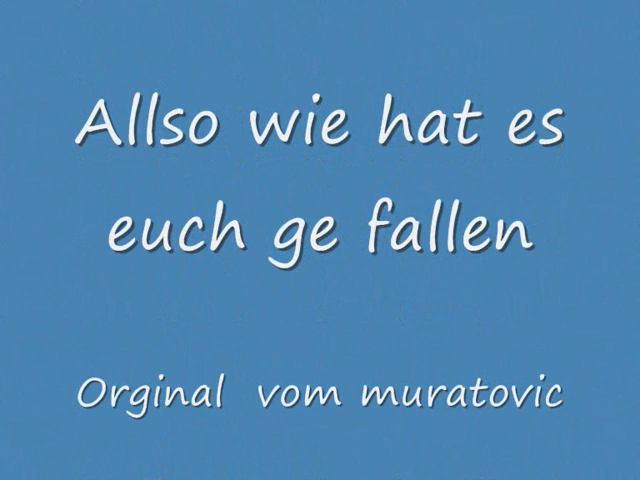 Allso wie hat es
euch ge fallen
Orginal vom muratovic